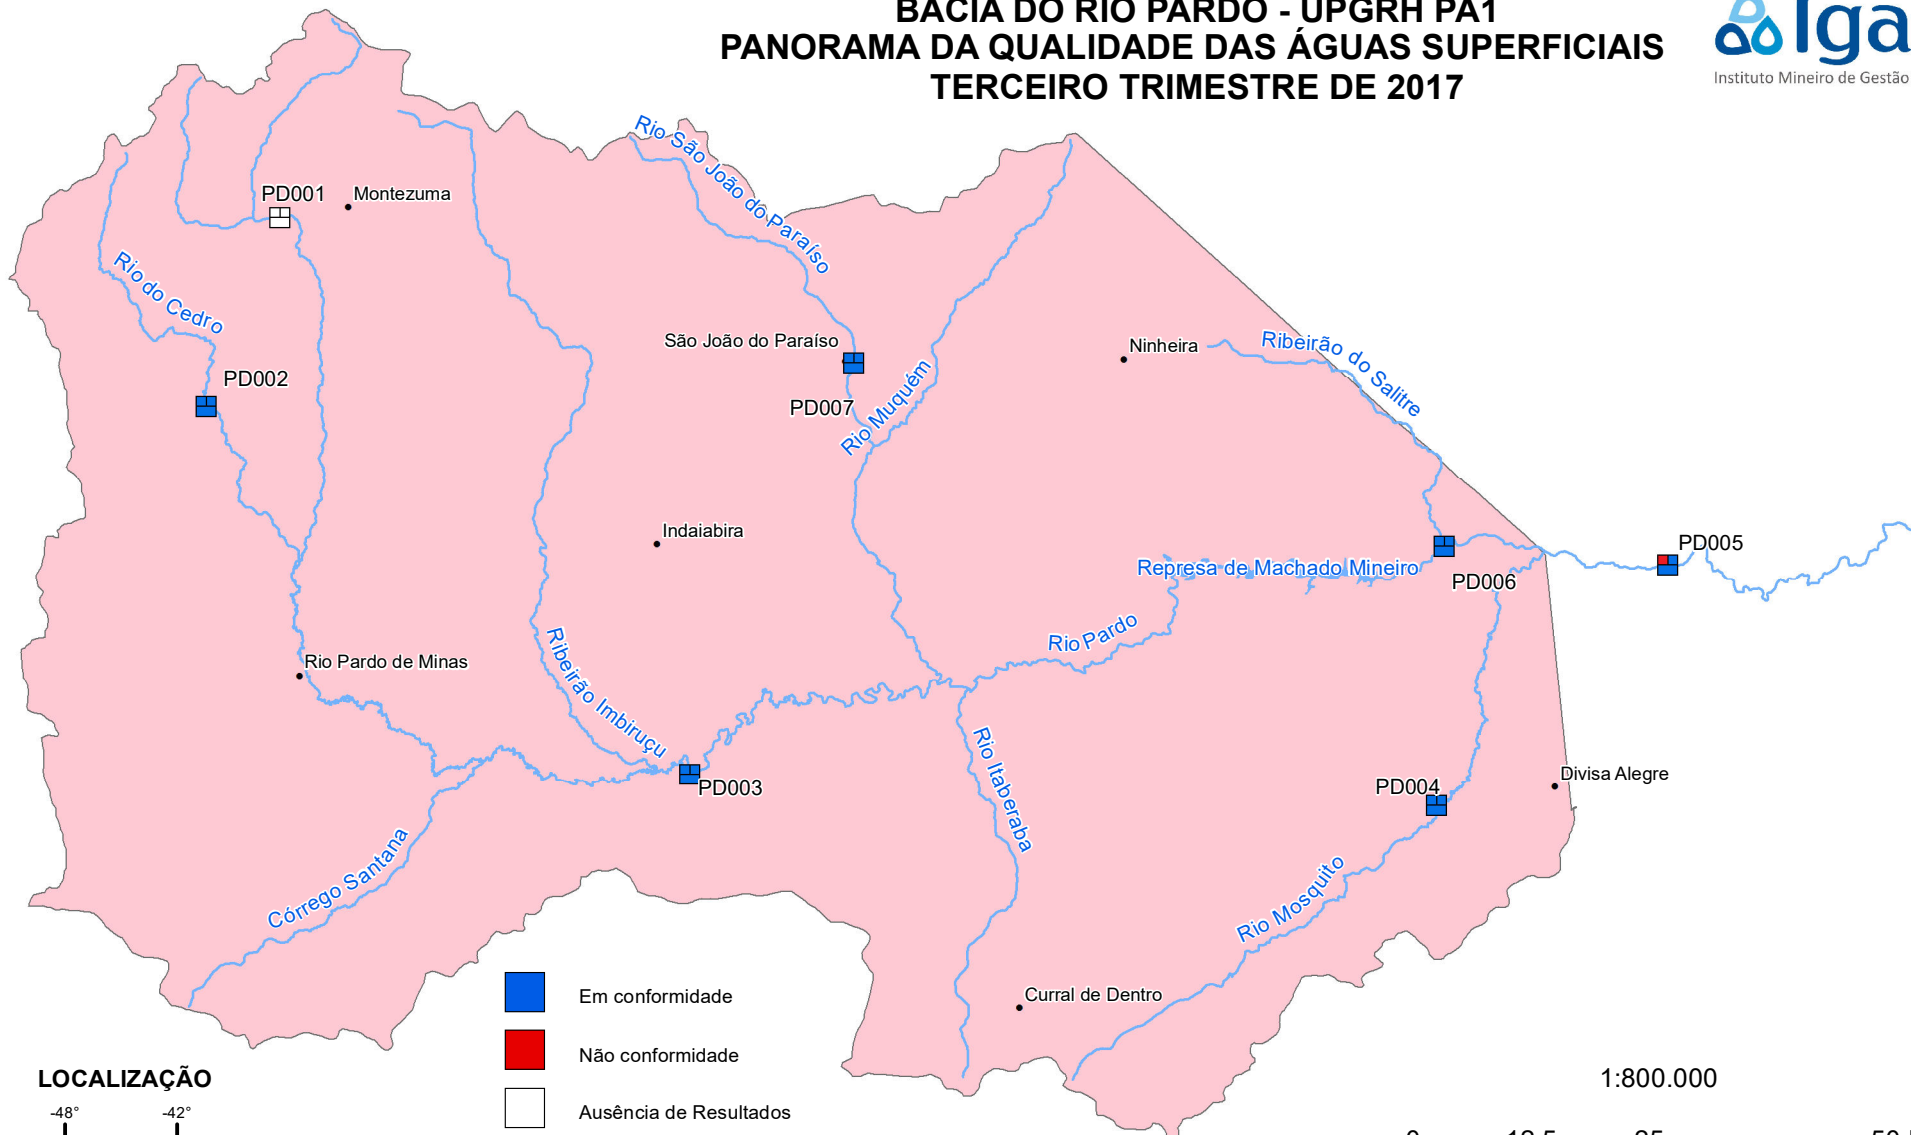 BACIA DO RIO PARDO - UPGRH PA1
PANORAMA DA QUALIDADE DAS ÁGUAS SUPERFICIAIS
TERCEIRO TRIMESTRE DE 2017
Iga
Instituto Mineiro de Gestão
Rio São João do Paraíso
PD001
Montezuma
Rio do Cedro
São João do Paraíso
Ninheira
Ribeirão do Salitre
PD002
PD007
Rio Muquém
Indaiabira
PD005
Represa de Machado Mineiro
PD006
Rio Pardo
Rio Pardo de Minas
Ribeirão Imbiruçu
Rio Itaberaba
PD003
PD004
Divisa Alegre
Córrego Santana
Rio Mosquito
Curral de Dentro
Em conformidade
Não conformidade
Ausência de Resultados
LOCALIZAÇÃO
-48° -42°
1:800.000